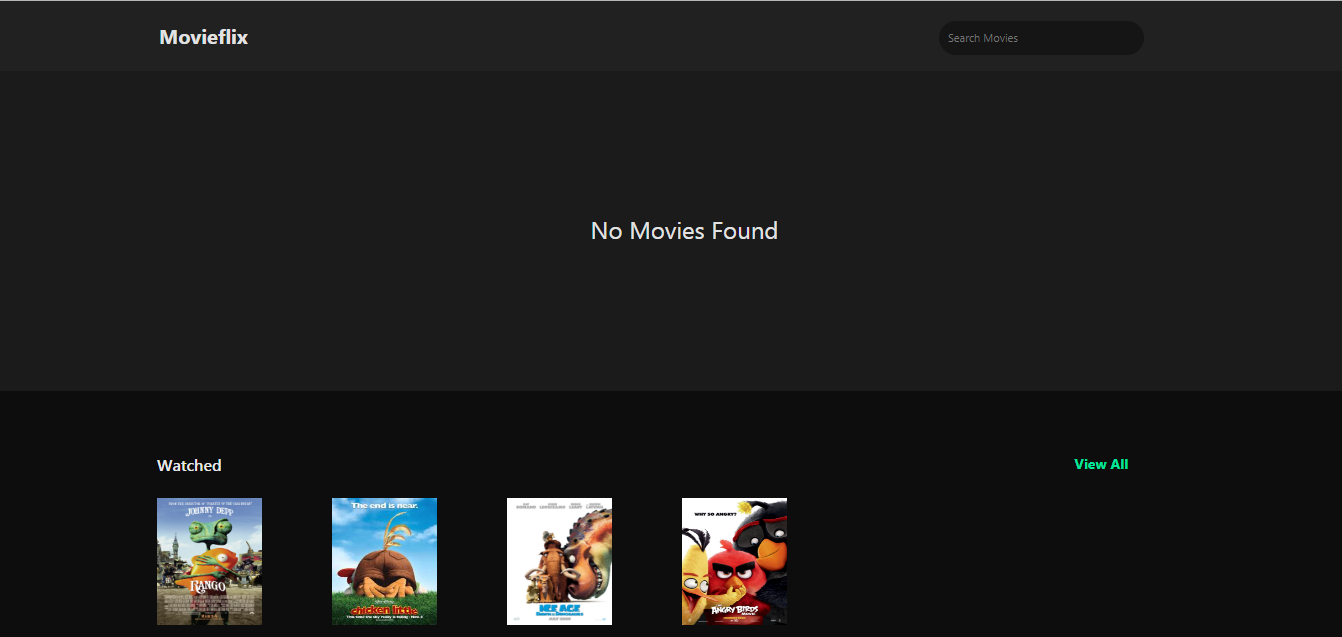 Movieflix
Search Movies
No Movies Found
Watched
View All
JOHNNY DEPP
RANGO
The end is near.
chicken little
ICE AGE
WHY SO ANGRY?
ANGRY BIRDS